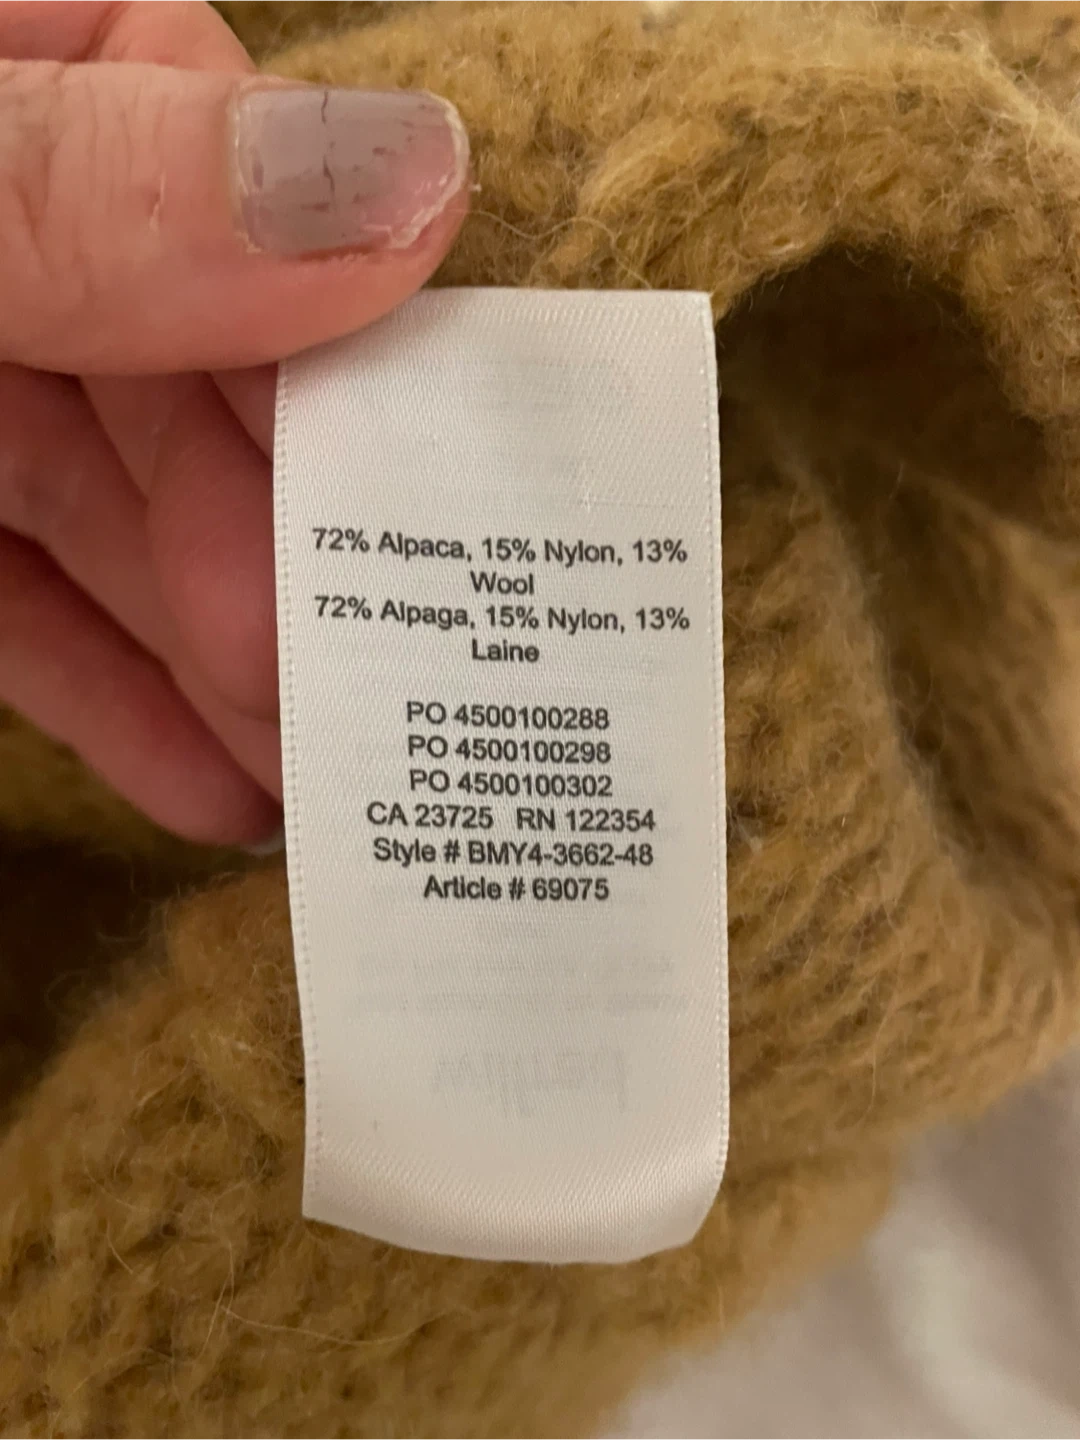 72% Alpaca, 15% Nylon, 13%
Wool
72% Alpaga, 15% Nylon, 13%
Laine
PO 4500100288
PO 4500100298
PO 4500100302
CA 23725 RN 122354
Style # BMY4-3662-48
Article # 69075